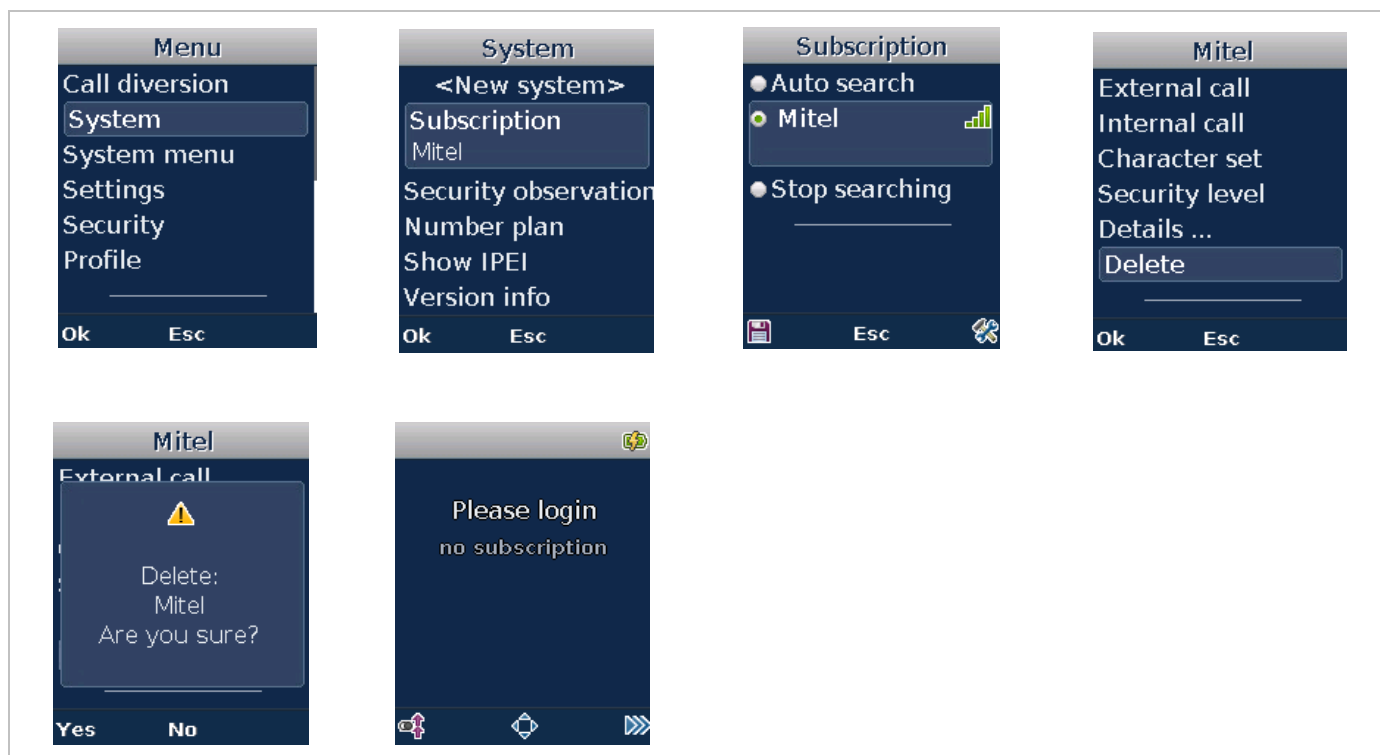 Menu
Call diversion
System
System menu
Settings
Security
Profile
Ok Esc
System
<New system>
Subscription
Mitel
Security observation
Number plan
Show IPEI
Version info
Ok Esc
Subscription
Auto search
Mitel
Stop searching
Esc
Mitel
External call
Internal call
Character set
Security level
Details ...
Delete
Ok Esc
Mitel
External call
Delete:
Mitel
Are you sure?
Yes No
Please login
no subscription